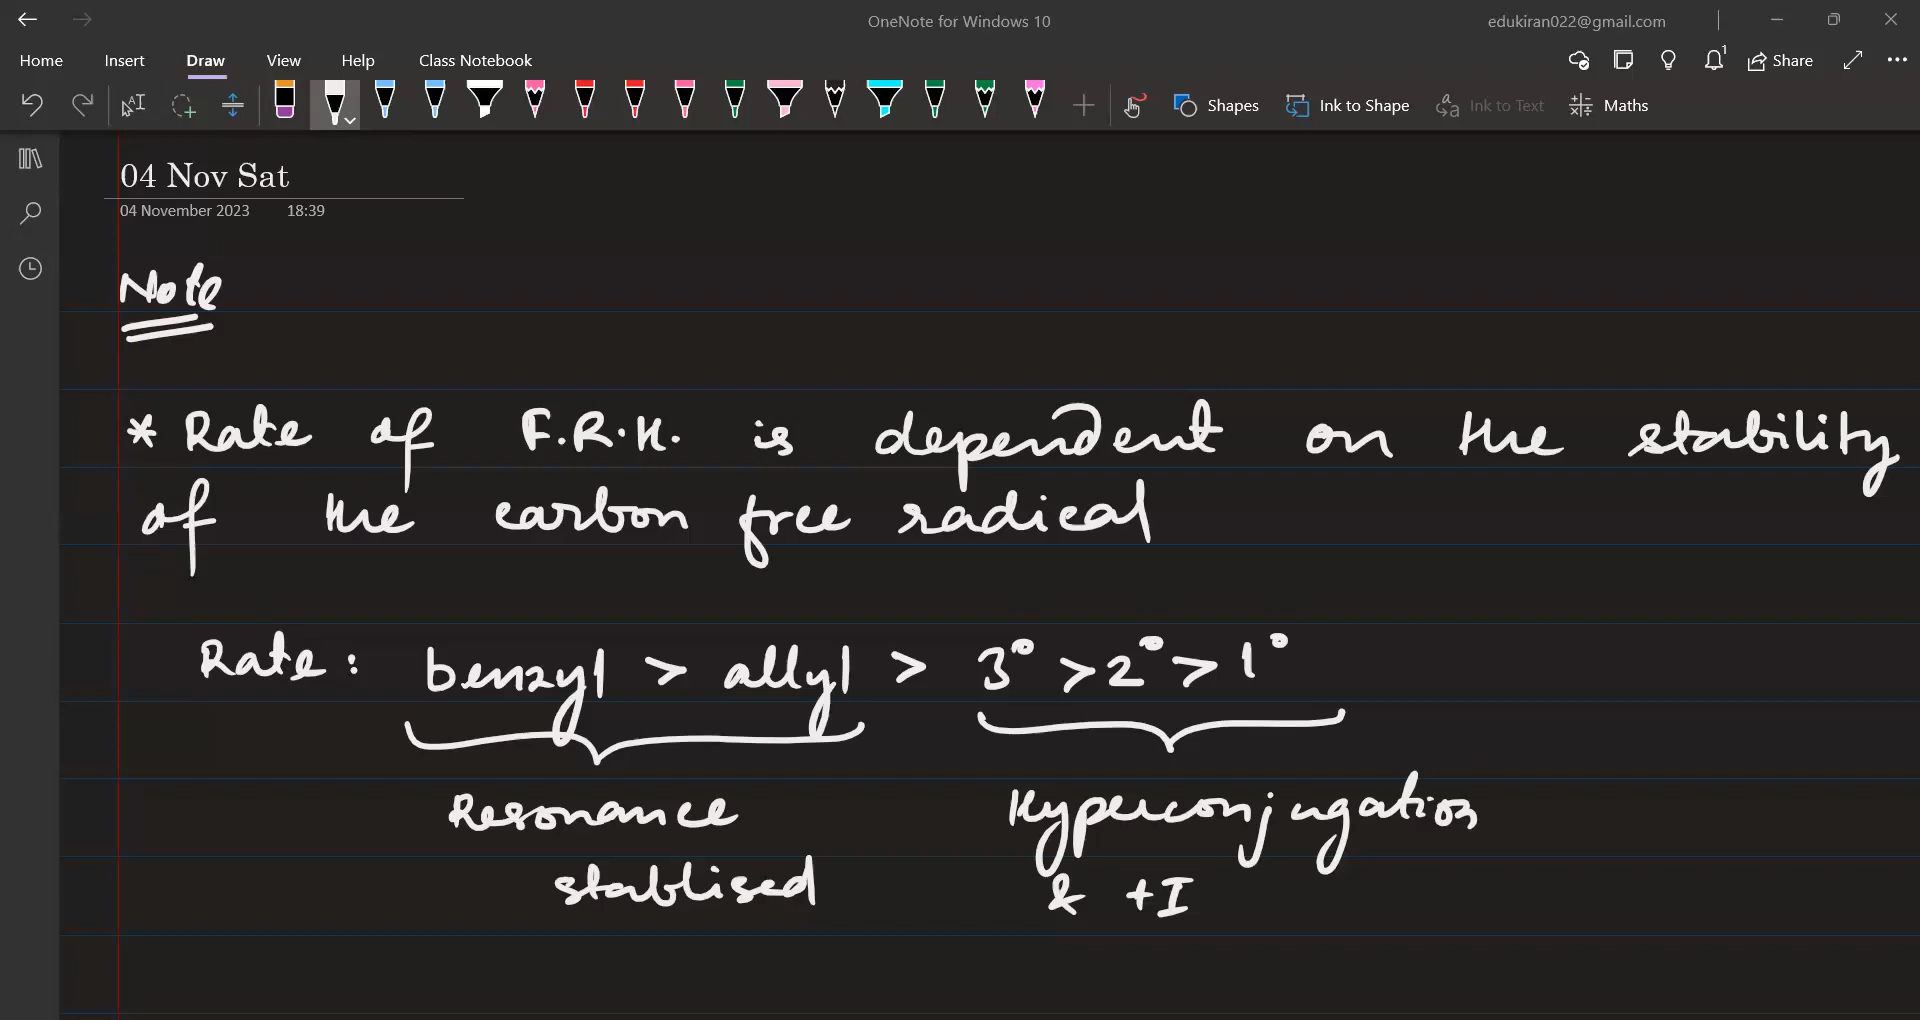 OneNote for Windows 10
edukiran022@gmail.com
Home Insert Draw View Help Class Notebook
1
Share
Shapes Ink to Shape Ink to Text Maths
04 Nov Sat
04 November 2023 18:39
Note
* Rate of F.R.H. is dependent on the stability
of the carbon free radical
Rate: benzyl > allyl > 3° > 2° > 1°
Resonance Hyperconjugation
stablised & +I